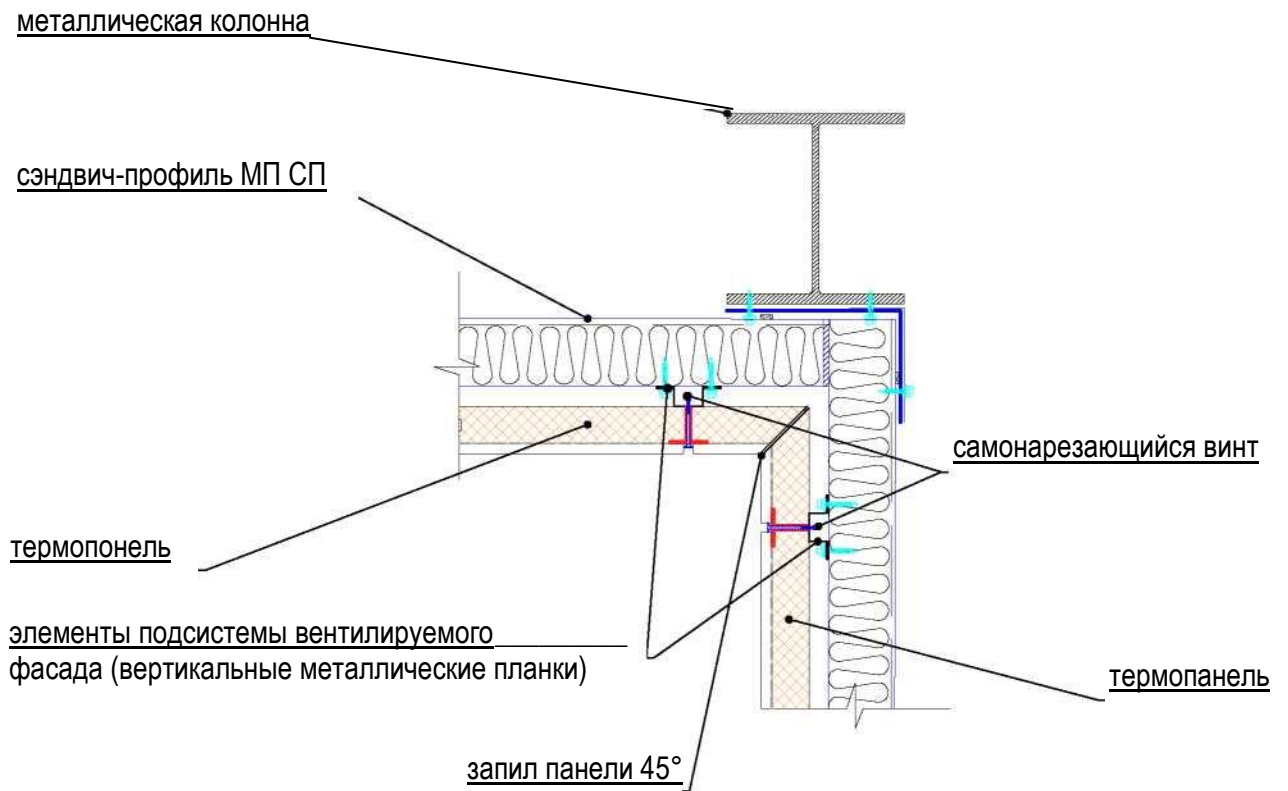 металлическая колонна
сэндвич-профиль МП СП
самонарезающийся винт
термопонель
элементы подсистемы вентилируемого
фасада (вертикальные металлические планки)
термопанель
запил панели 45°